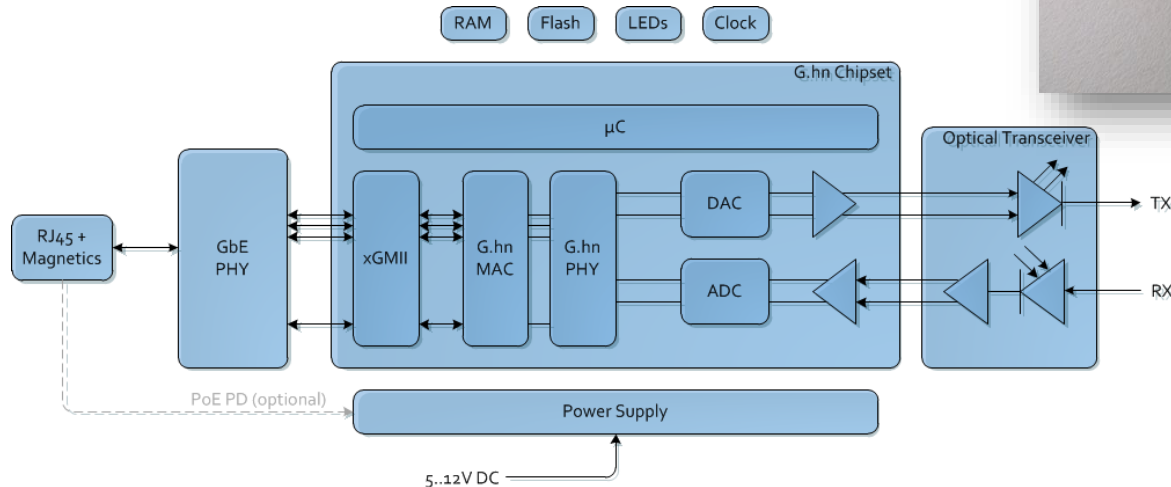 RAM
Flash
LEDs
Clock
G.hn Chipset
µC
Optical Transceiver
RJ45 +
Magnetics
GbE
PHY
xGMII
G.hn
MAC
G.hn
PHY
DAC
ADC
TX
RX
PoE PD (optional)
Power Supply
5..12V DC